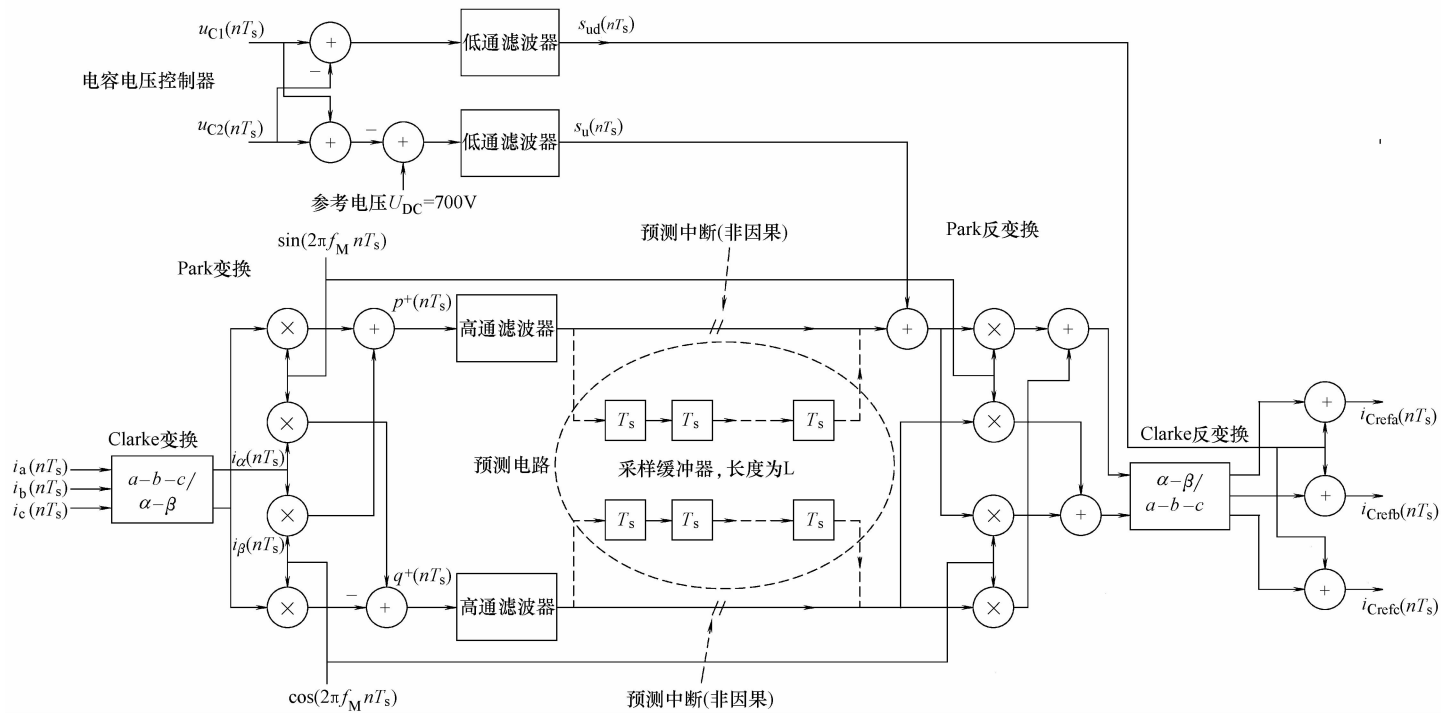 u_C1(nT_s)
s_ud(nT_s)
+
低通滤波器
−
电容电压控制器
u_C2(nT_s)
−
s_u(nT_s)
+
+
低通滤波器
参考电压U_DC=700V
预测中断(非因果)
Park反变换
sin(2πf_M nT_s)
Park变换
p⁺(nT_s)
×
+
高通滤波器
+
×
+
T_s
T_s
T_s
×
×
i_Crefa(nT_s)
+
Clarke变换
Clarke反变换
i_a(nT_s)
i_b(nT_s)
i_c(nT_s)
a−b−c/
α−β
i_α(nT_s)
预测电路
采样缓冲器，长度为L
α−β/
a−b−c
+
i_Crefb(nT_s)
×
T_s
T_s
T_s
×
+
i_β(nT_s)
q⁺(nT_s)
×
−
+
高通滤波器
×
+
i_Crefc(nT_s)
cos(2πf_M nT_s)
预测中断(非因果)